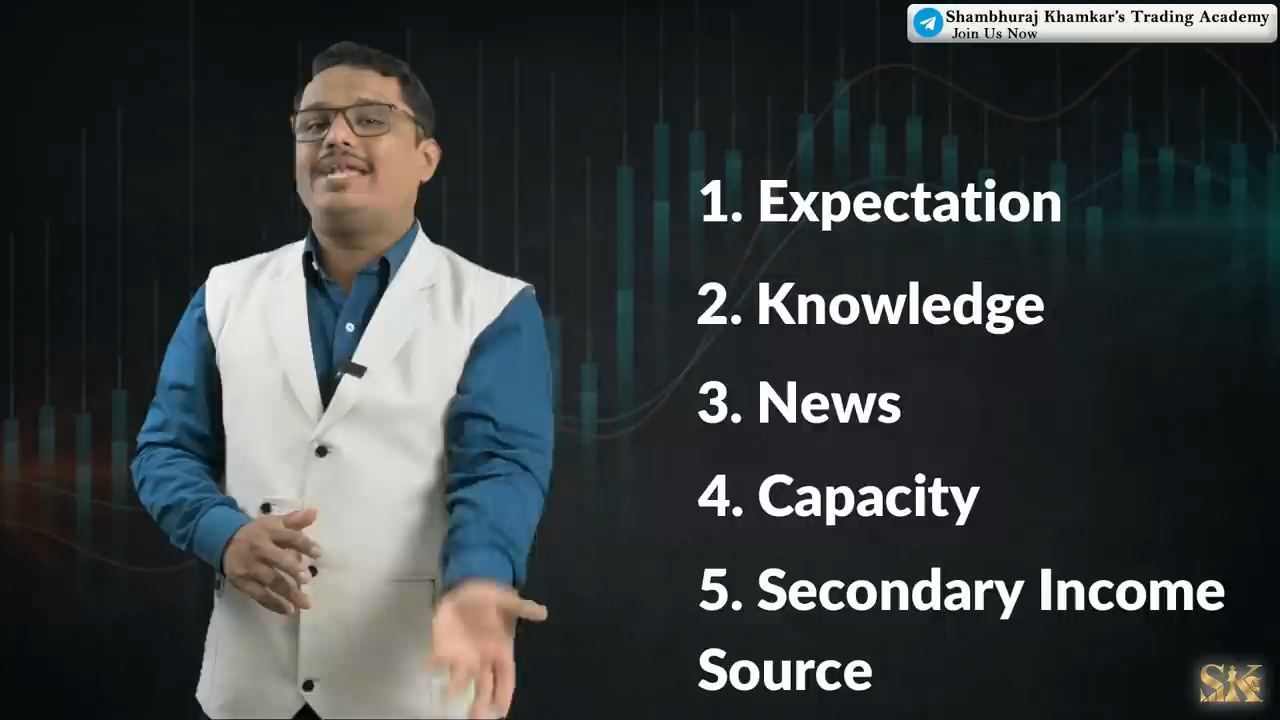 Shambhuraj Khamkar's Trading Academy
Join Us Now
1. Expectation
2. Knowledge
3. News
4. Capacity
5. Secondary Income
Source
SK